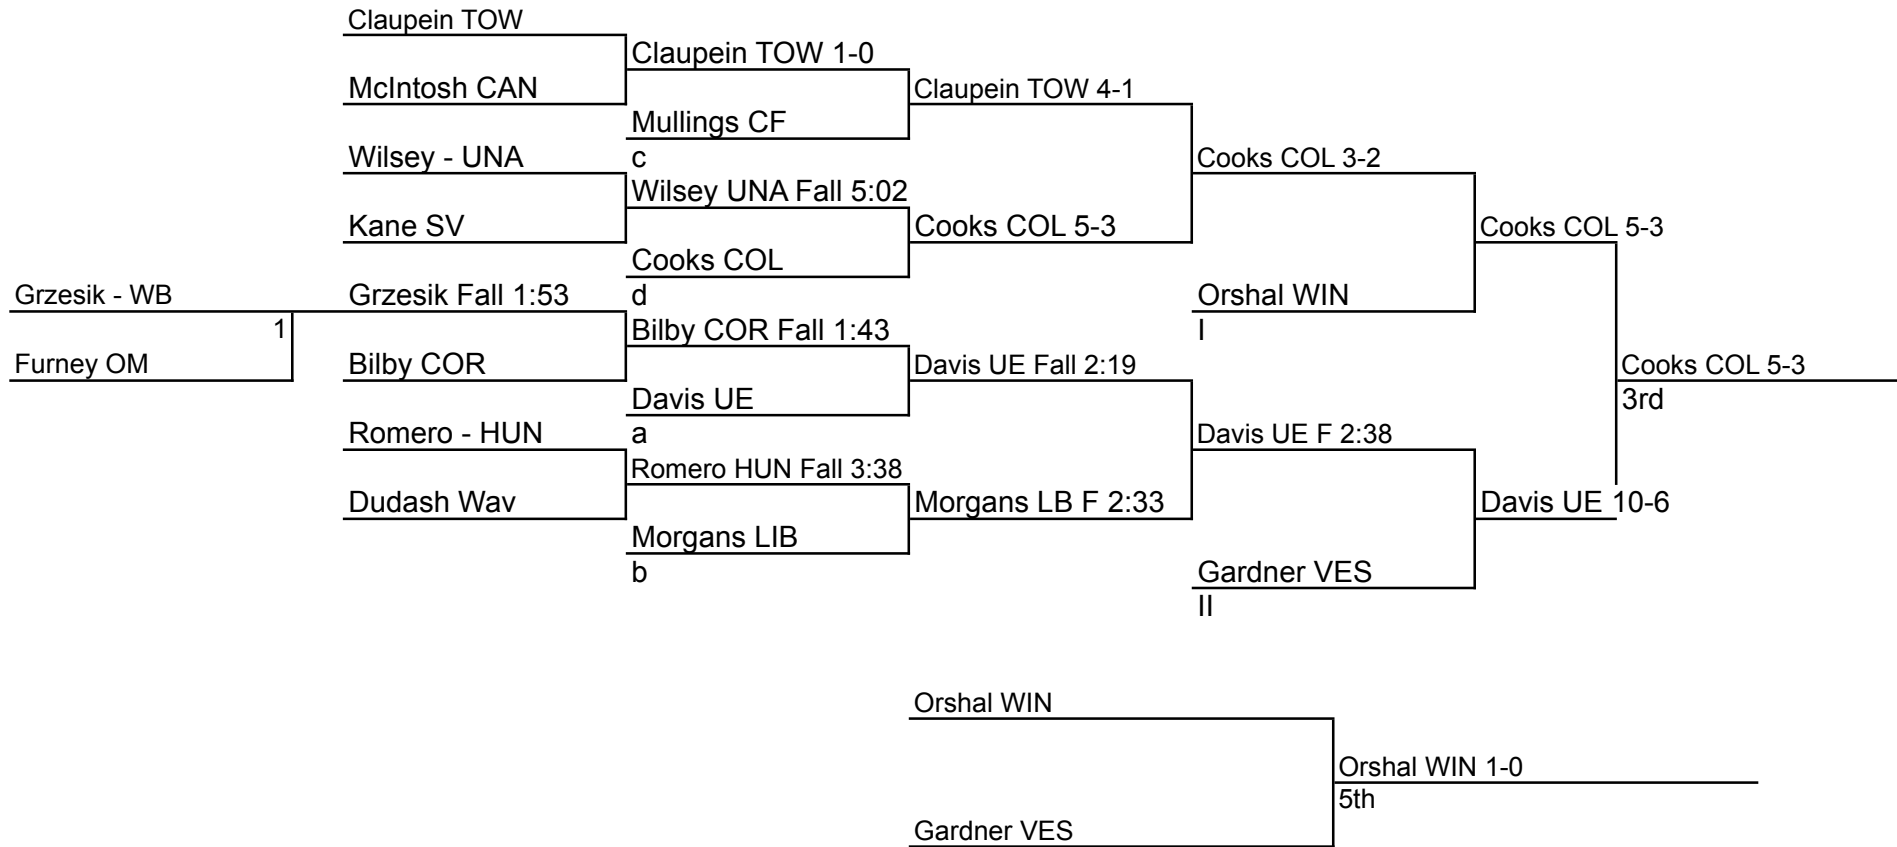 Claupein TOW
Claupein TOW 1-0
McIntosh CAN
Claupein TOW 4-1
Mullings CF
Wilsey - UNA
c
Cooks COL 3-2
Wilsey UNA Fall 5:02
Kane SV
Cooks COL 5-3
Cooks COL 5-3
Cooks COL
Grzesik - WB
Grzesik Fall 1:53
d
Orshal WIN
1
Bilby COR Fall 1:43
I
Furney OM
Bilby COR
Davis UE Fall 2:19
Cooks COL 5-3
Davis UE
3rd
Romero - HUN
a
Davis UE F 2:38
Romero HUN Fall 3:38
Dudash Wav
Morgans LB F 2:33
Davis UE 10-6
Morgans LIB
b
Gardner VES
II
Orshal WIN
Orshal WIN 1-0
5th
Gardner VES